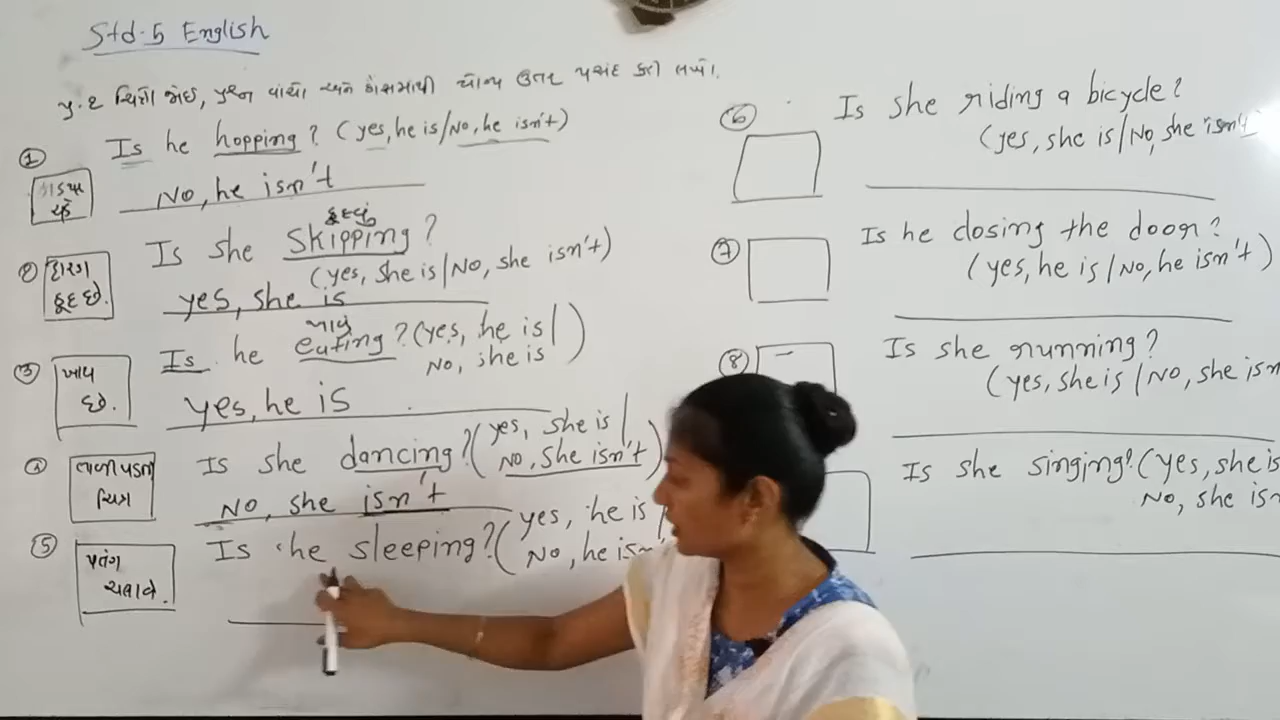 Std-5 English
પ્ર.૨ ચિત્રો જોઈ, પ્રશ્ન વાંચો અને કૌંસમાંથી યોગ્ય ઉત્તર પસંદ કરી લખો.
① Is he hopping? (yes, he is/No, he isn't)
No, he isn't
કૂદવું
② Is she Skipping?
હરણ
કૂદે છે.
(yes, she is/No, she isn't)
yes, she is
ખાવું
③ Is he eating? (yes, he is/
No, she is)
ખાય
છે.
yes, he is
Is she dancing? (yes, she is/
No, she isn't)
ચિત્ર
No, she isn't
⑤ Is he sleeping? (yes, he is
No, he isn'
પતંગ
ચગાવે.
⑥ Is she riding a bicycle?
(yes, she is/No, she isn't
⑦ Is he closing the door?
(yes, he is/No, he isn't)
⑧ Is she running?
(yes, she is/No, she isn
Is she singing? (yes, she is
No, she isn